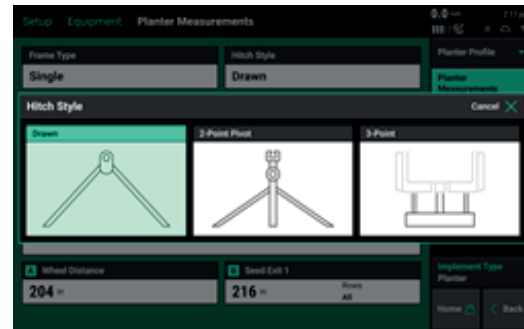 Setup Equipment Planter Measurements
0.0
Frame Type
Hitch Style
Planter Profile
Single
Drawn
Planter
Measurements
Hitch Style
Cancel
Drawn
2-Point Pivot
3-Point
A Wheel Distance
B Seed Exit 1
Implement Type
Planter
204 in
216 in
Rows
All
Home
Back